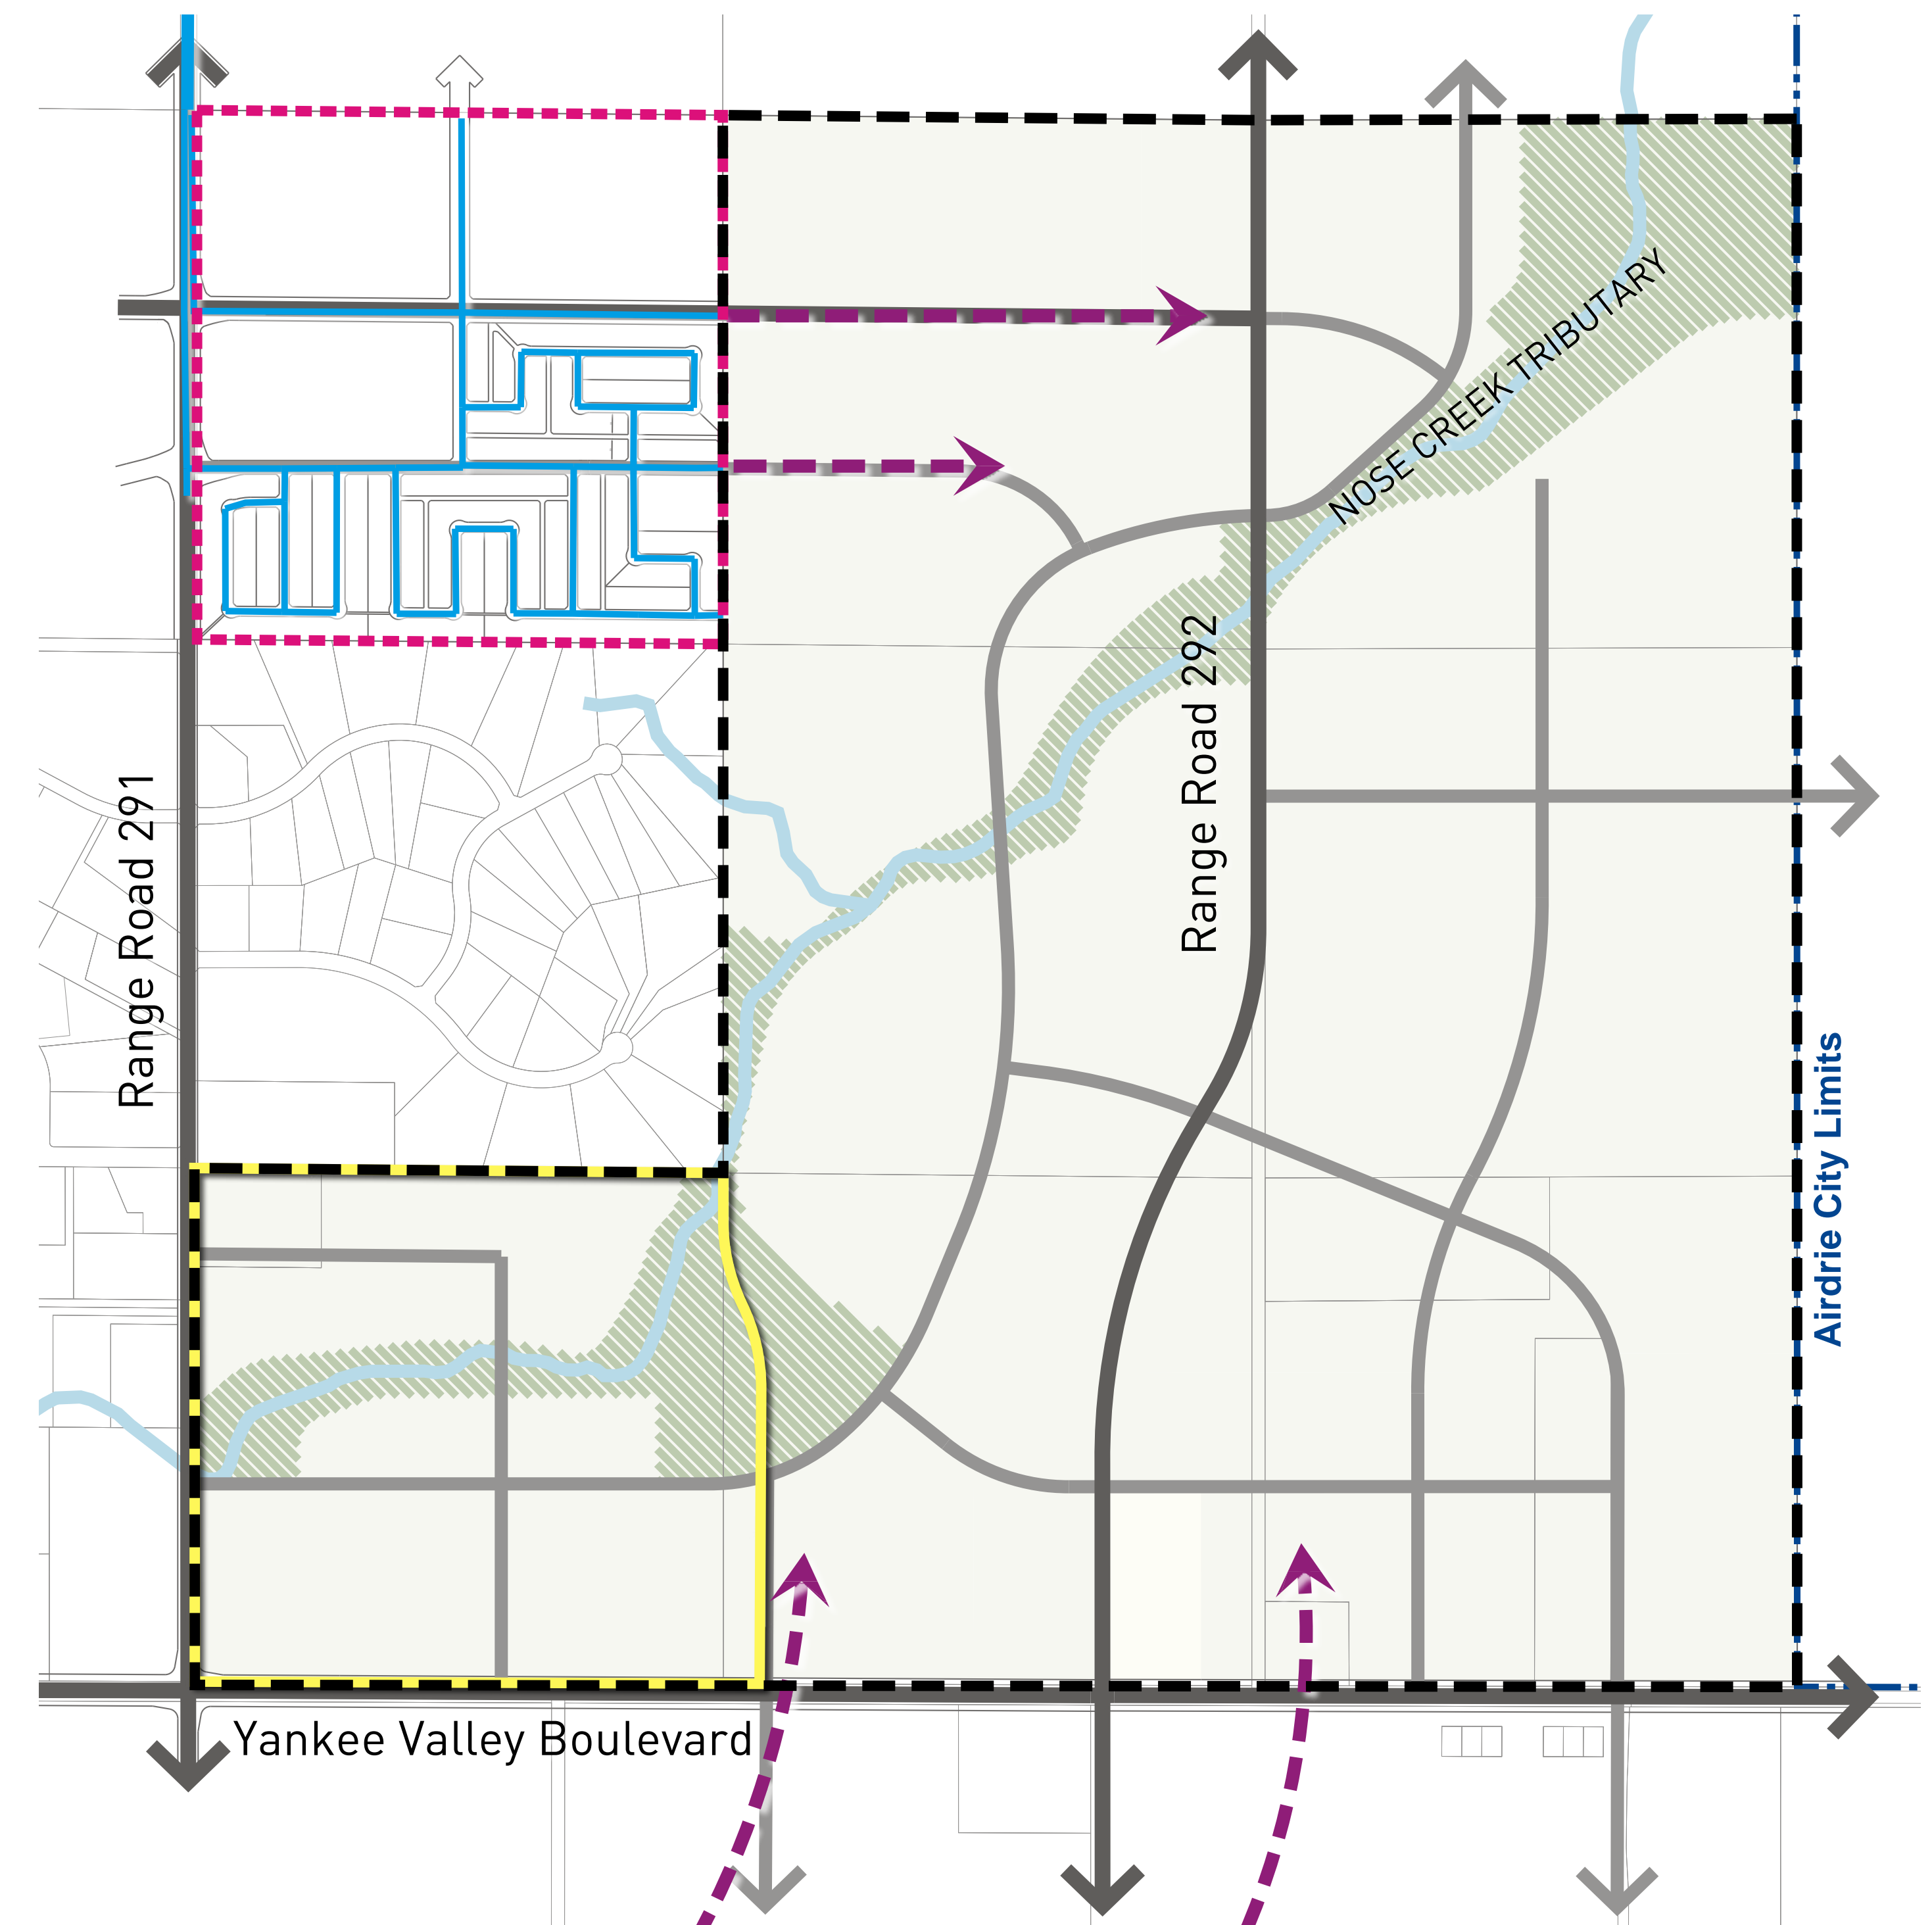 NOSE CREEK TRIBUTARY
Range Road 292
Range Road 291
Airdrie City Limits
Yankee Valley Boulevard